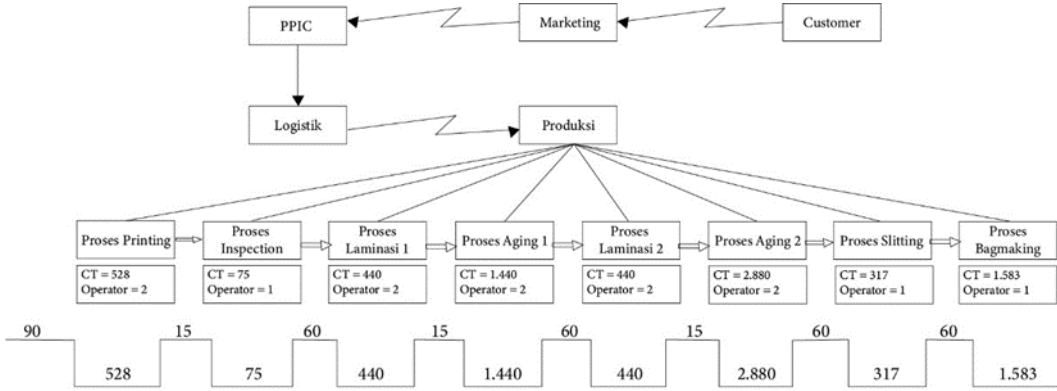 PPIC
Marketing
Customer
Logistik
Produksi
Proses Printing
Proses
Inspection
Proses
Laminasi 1
Proses Aging 1
Proses
Laminasi 2
Proses Aging 2
Proses Slitting
Proses
Bagmaking
CT = 528
Operator = 2
CT = 75
Operator = 1
CT = 440
Operator = 2
CT = 1.440
Operator = 2
CT = 440
Operator = 2
CT = 2.880
Operator = 2
CT = 317
Operator = 1
CT = 1.583
Operator = 1
90 15 60 15 60 15 60 60
528 75 440 1.440 440 2.880 317 1.583